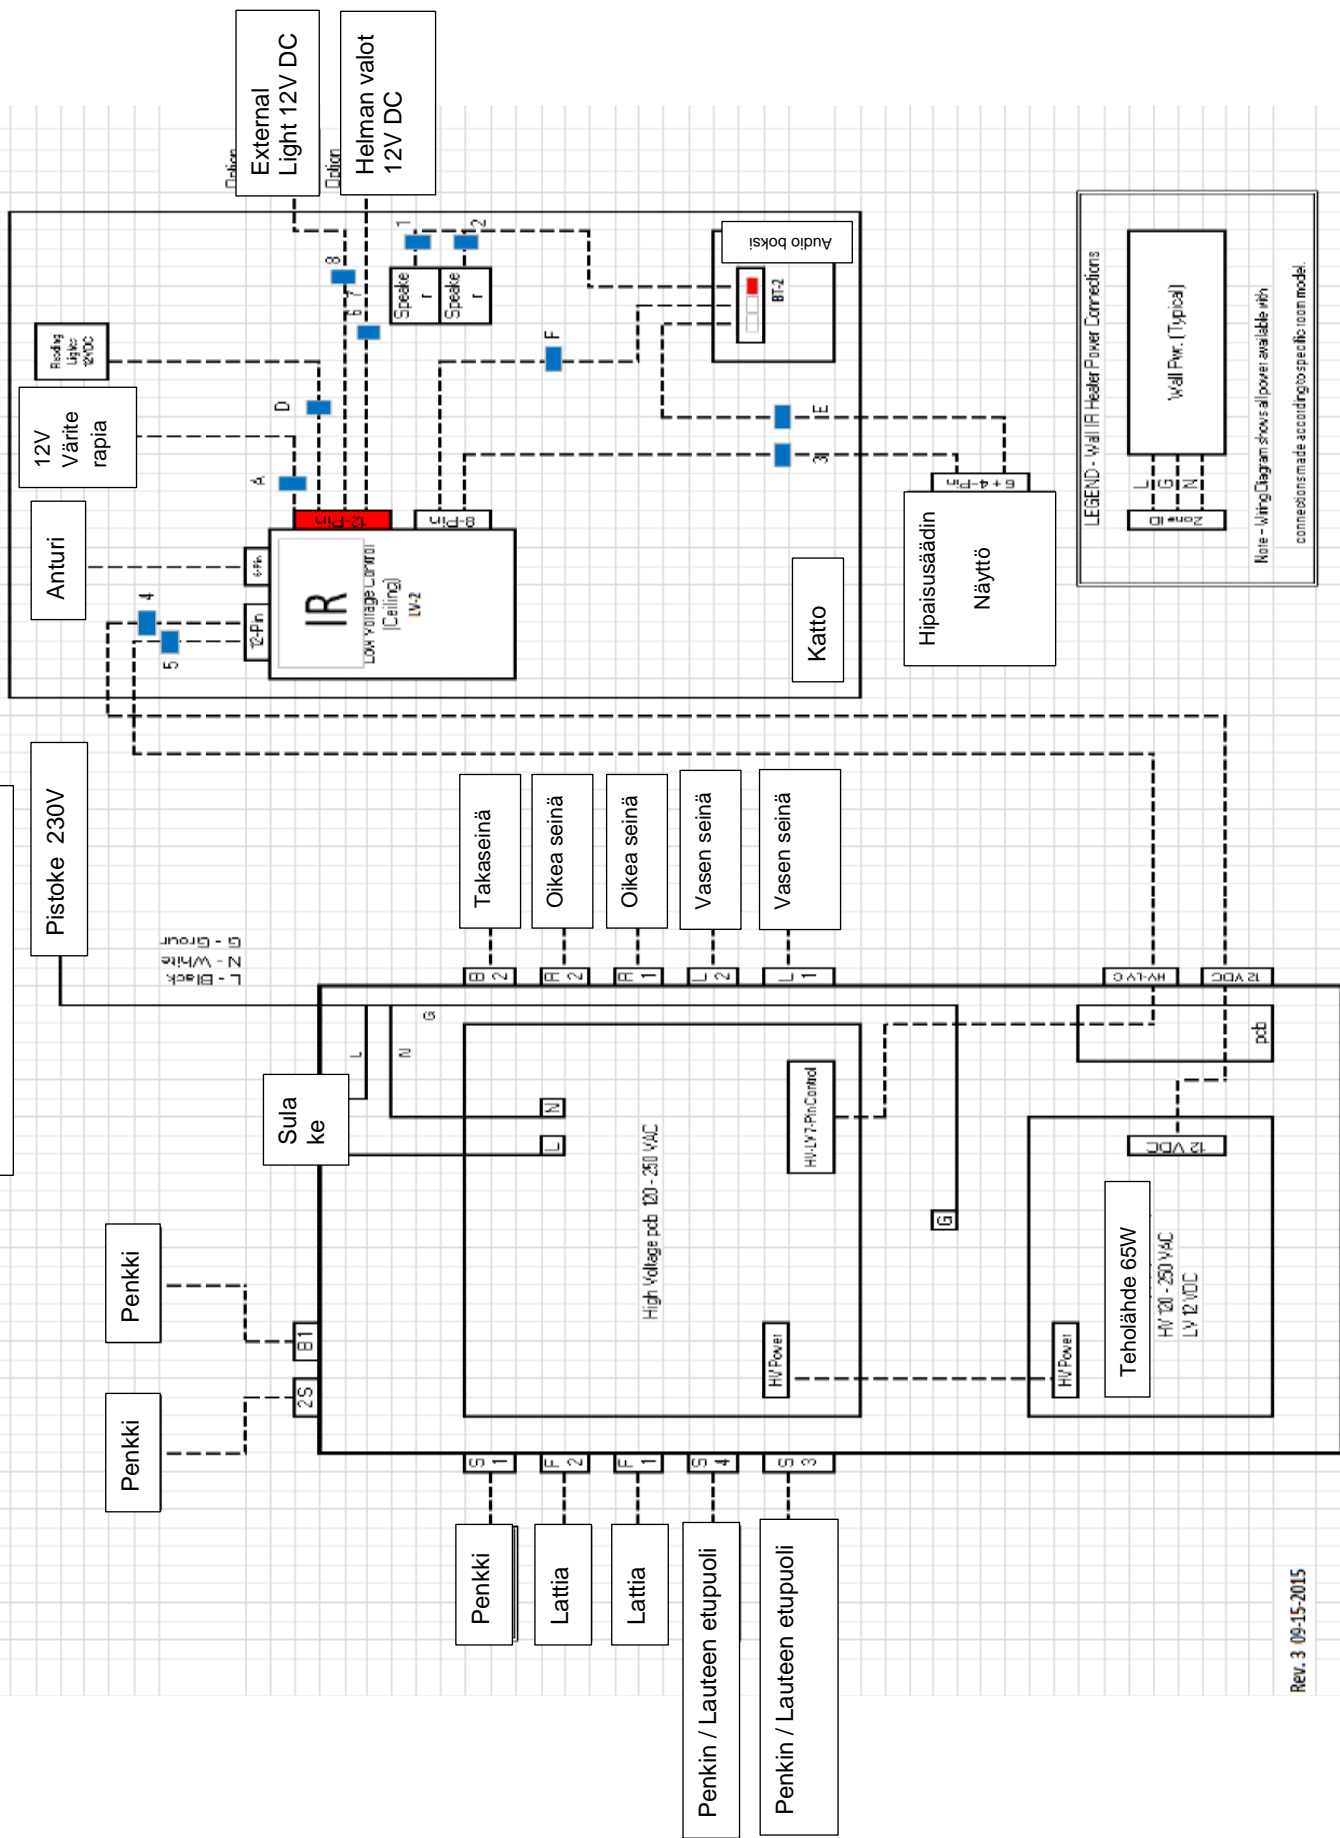 External
Light 12V DC
Option
Helman valot
12V DC
Option
Reading
Lights
12VDC
12V
Värite
rapia
Anturi
A
D
8
6 7
1
2
Speake
r
Speake
r
Audio boksi
BT-2
F
E
3
4
5
12-Pin
6-Pin
12-Pin
8-Pin
IR
Low Voltage Control
(Ceiling)
LV-2
Katto
6 + 4-Pin
Hipaisusäädin
Näyttö
LEGEND - Wall IR Heater Power Connections
Wall Pwr. (Typical)
L
G
N
Zone ID
Note - Wiring Diagram shows all power available with
connections made according to specific room model.
Pistoke 230V
L - Black
N - White
G - Groun
Takaseinä
Oikea seinä
Oikea seinä
Vasen seinä
Vasen seinä
B
2
R
2
R
1
L
2
L
1
HV-LV C
12 VDC
pcb
Sula
ke
L
N
G
L
N
G
High Voltage pcb 120 - 250 VAC
HV-LV 7-Pin Control
HV Power
HV Power
12 VDC
Teholähde 65W
HV 120 - 250 VAC
LV 12 VDC
Penkki
Penkki
B1
2S
S
1
F
2
F
1
S
4
S
3
Penkki
Lattia
Lattia
Penkin / Lauteen etupuoli
Penkin / Lauteen etupuoli
Rev. 3 09-15-2015